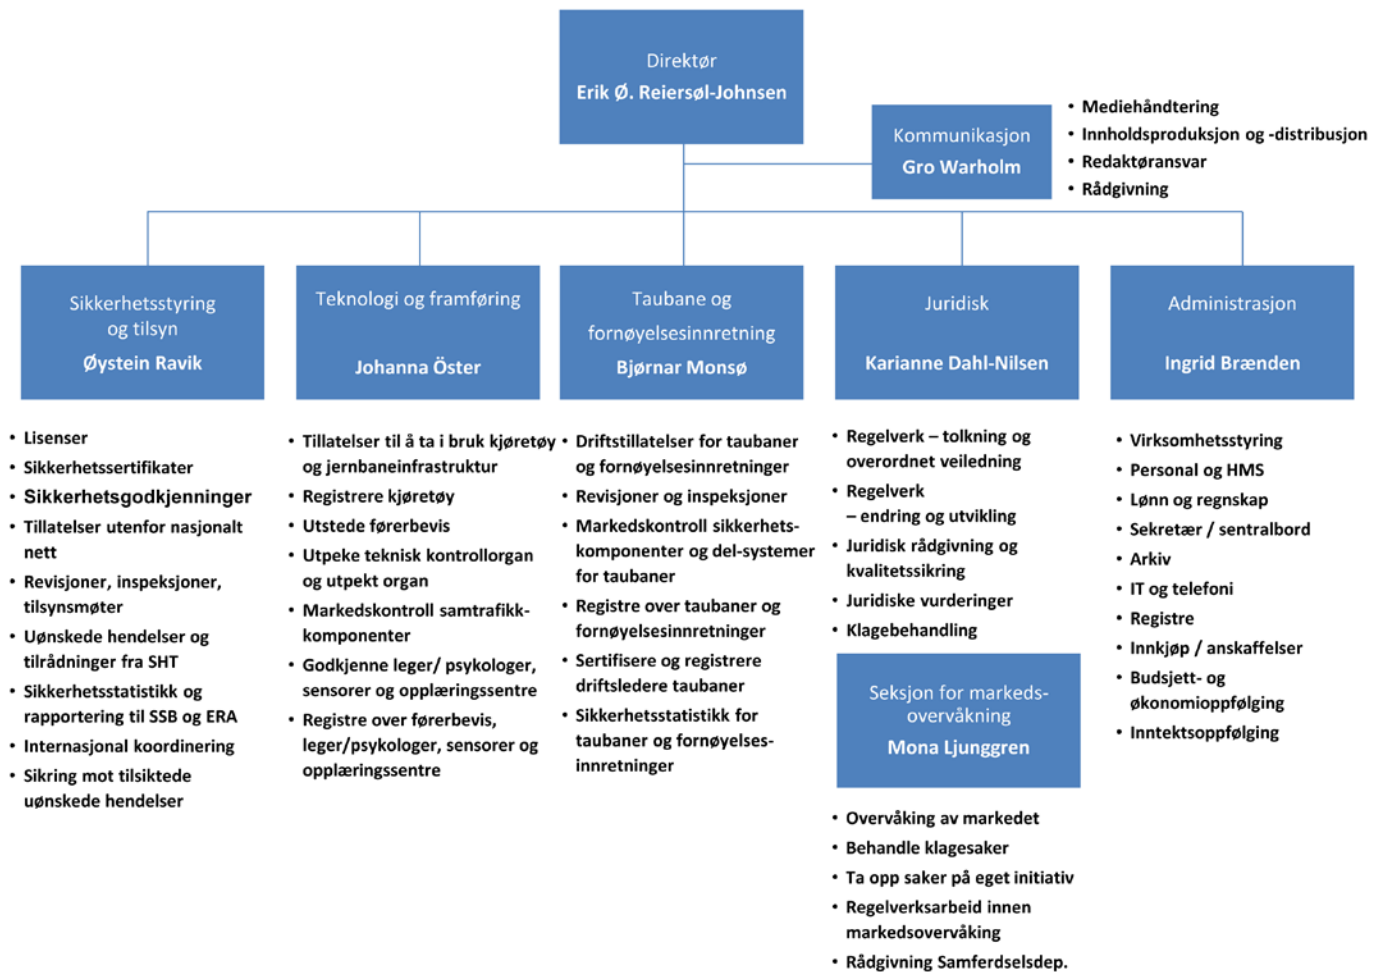 Direktør
Erik Ø. Reiersøl-Johnsen
Kommunikasjon
Gro Warholm
• Mediehåndtering
• Innholdsproduksjon og -distribusjon
• Redaktøransvar
• Rådgivning
Sikkerhetsstyring
og tilsyn
Øystein Ravik
• Lisenser
• Sikkerhetssertifikater
• Sikkerhetsgodkjenninger
• Tillatelser utenfor nasjonalt
nett
• Revisjoner, inspeksjoner,
tilsynsmøter
• Uønskede hendelser og
tilrådninger fra SHT
• Sikkerhetsstatistikk og
rapportering til SSB og ERA
• Internasjonal koordinering
• Sikring mot tilsiktede
uønskede hendelser
Teknologi og framføring
Johanna Öster
• Tillatelser til å ta i bruk kjøretøy
og jernbaneinfrastruktur
• Registrere kjøretøy
• Utstede førerbevis
• Utpeke teknisk kontrollorgan
og utpekt organ
• Markedskontroll samtrafikk-
komponenter
• Godkjenne leger/ psykologer,
sensorer og opplæringssentre
• Registre over førerbevis,
leger/psykologer, sensorer og
opplæringssentre
Taubane og
fornøyelsesinnretning
Bjørnar Monsø
• Driftstillatelser for taubaner
og fornøyelsesinnretninger
• Revisjoner og inspeksjoner
• Markedskontroll sikkerhets-
komponenter og del-systemer
for taubaner
• Registre over taubaner og
fornøyelsesinnretninger
• Sertifisere og registrere
driftsledere taubaner
• Sikkerhetsstatistikk for
taubaner og fornøyelses-
innretninger
Juridisk
Karianne Dahl-Nilsen
• Regelverk – tolkning og
overordnet veiledning
• Regelverk
– endring og utvikling
• Juridisk rådgivning og
kvalitetssikring
• Juridiske vurderinger
• Klagebehandling
Seksjon for markeds-
overvåkning
Mona Ljunggren
• Overvåking av markedet
• Behandle klagesaker
• Ta opp saker på eget initiativ
• Regelverksarbeid innen
markedsovervåking
• Rådgivning Samferdselsdep.
Administrasjon
Ingrid Brænden
• Virksomhetsstyring
• Personal og HMS
• Lønn og regnskap
• Sekretær / sentralbord
• Arkiv
• IT og telefoni
• Registre
• Innkjøp / anskaffelser
• Budsjett- og
økonomioppfølging
• Inntektsoppfølging